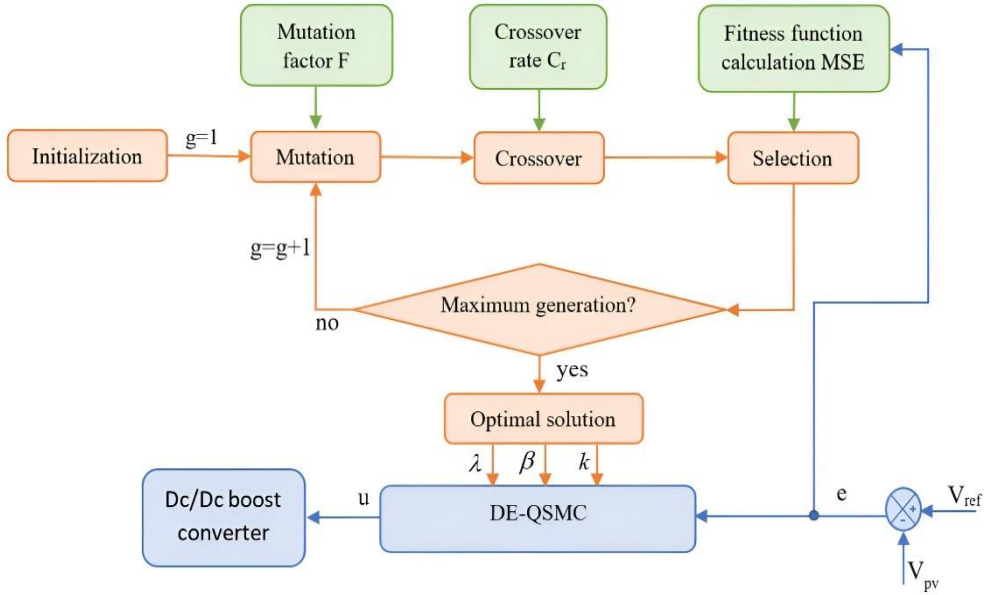 Mutation
factor F
Crossover
rate Cr
Fitness function
calculation MSE
Initialization
g=1
Mutation
Crossover
Selection
g=g+1
Maximum generation?
no
yes
Optimal solution
λ
β
k
Dc/Dc boost
converter
u
DE-QSMC
e
+
-
Vref
Vpv